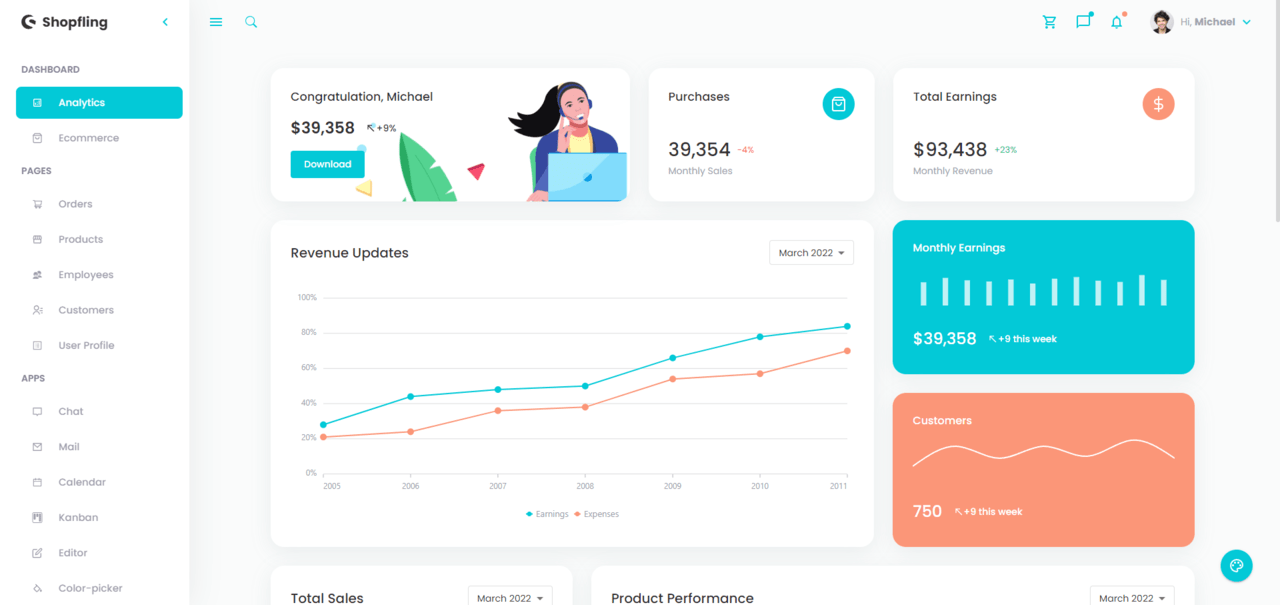 Shopfling
Hi, Michael
DASHBOARD
Analytics
Ecommerce
PAGES
Orders
Products
Employees
Customers
User Profile
APPS
Chat
Mail
Calendar
Kanban
Editor
Color-picker
Congratulation, Michael
$39,358 +9%
Download
Purchases
39,354 -4%
Monthly Sales
Total Earnings
$93,438 +23%
Monthly Revenue
Revenue Updates
March 2022
100%
80%
60%
40%
20%
0%
2005 2006 2007 2008 2009 2010 2011
Earnings Expenses
Monthly Earnings
$39,358 +9 this week
Customers
750 +9 this week
Total Sales
March 2022
Product Performance
March 2022